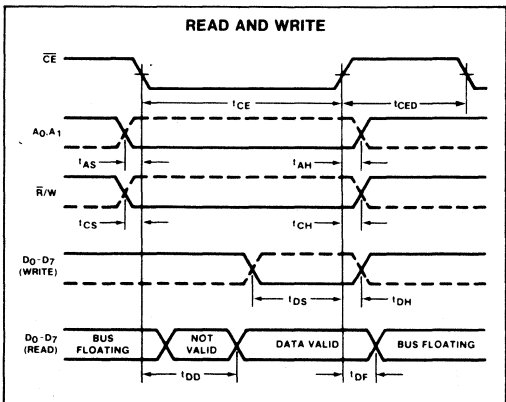 READ AND WRITE
CE
tCE
tCED
A0.A1
tAS
tAH
R/W
tCS
tCH
D0-D7
(WRITE)
tDS
tDH
D0-D7
(READ)
BUS
FLOATING
NOT
VALID
DATA VALID
BUS FLOATING
tDD
tDF